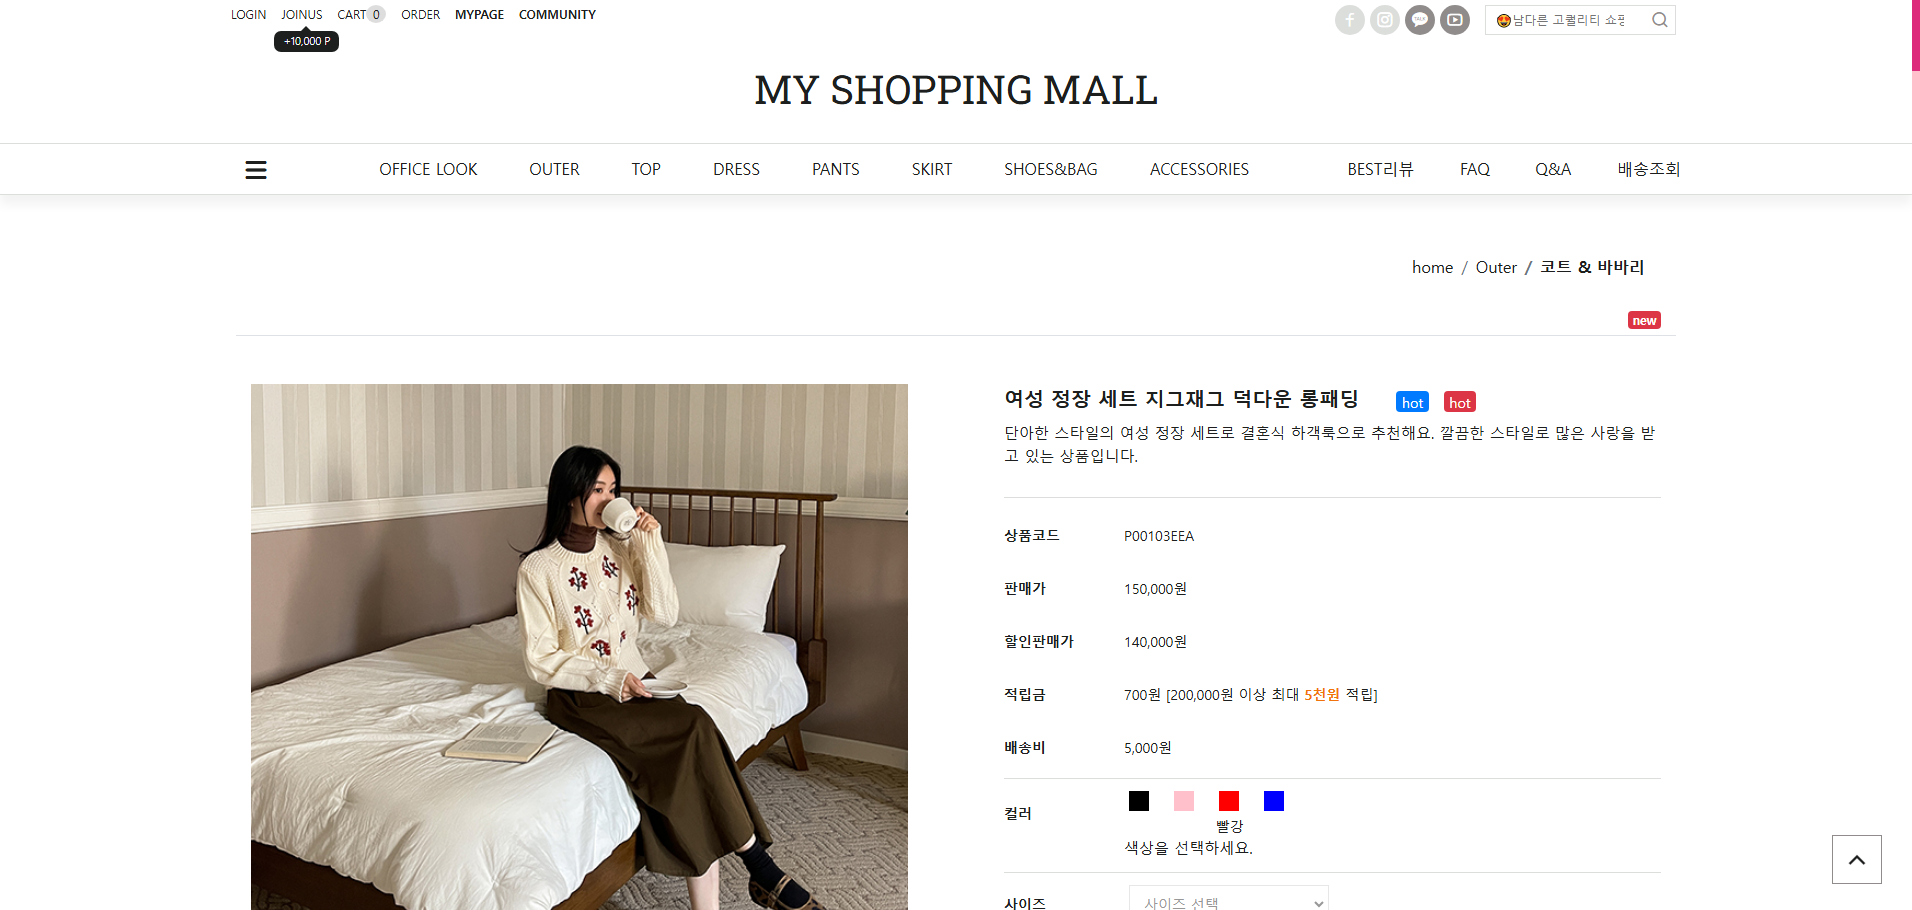 LOGIN JOINUS CART 0 ORDER MYPAGE COMMUNITY
+10,000 P
남다른 고퀄리티 쇼핑
MY SHOPPING MALL
OFFICE LOOK OUTER TOP DRESS PANTS SKIRT SHOES&BAG ACCESSORIES BEST리뷰 FAQ Q&A 배송조회
home / Outer / 코트 & 바바리
new
여성 정장 세트 지그재그 덕다운 롱패딩 hot hot
단아한 스타일의 여성 정장 세트로 결혼식 하객룩으로 추천해요. 깔끔한 스타일로 많은 사랑을 받
고 있는 상품입니다.
상품코드 P00103EEA
판매가 150,000원
할인판매가 140,000원
적립금 700원 [200,000원 이상 최대 5천원 적립]
배송비 5,000원
컬러
빨강
색상을 선택하세요.
사이즈 사이즈 선택